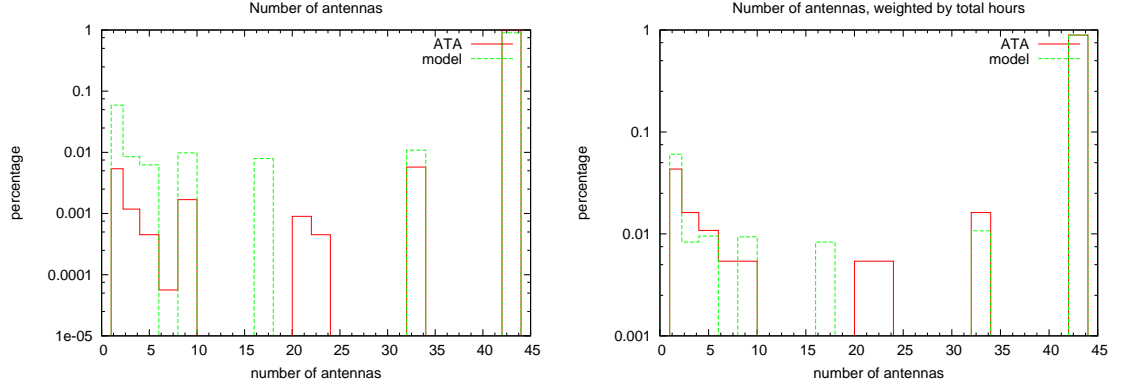 Number of antennas
1
0.1
0.01
0.001
0.0001
1e-05
percentage
0 5 10 15 20 25 30 35 40 45
number of antennas
ATA
model
Number of antennas, weighted by total hours
1
0.1
0.01
0.001
percentage
0 5 10 15 20 25 30 35 40 45
number of antennas
ATA
model